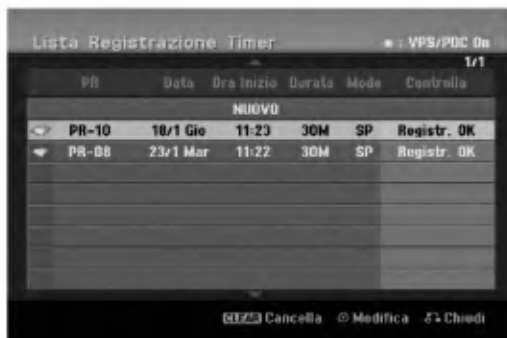 Lista Registrazione Timer : VPS/PDC On
1/1
PR Data Ora Inizio Durata Mode Controlla
NUOVO
PR-10 18/1 Gio 11:23 30M SP Registr. OK
PR-08 23/1 Mar 11:22 30M SP Registr. OK
CLEAR Cancella Modifica Chiudi